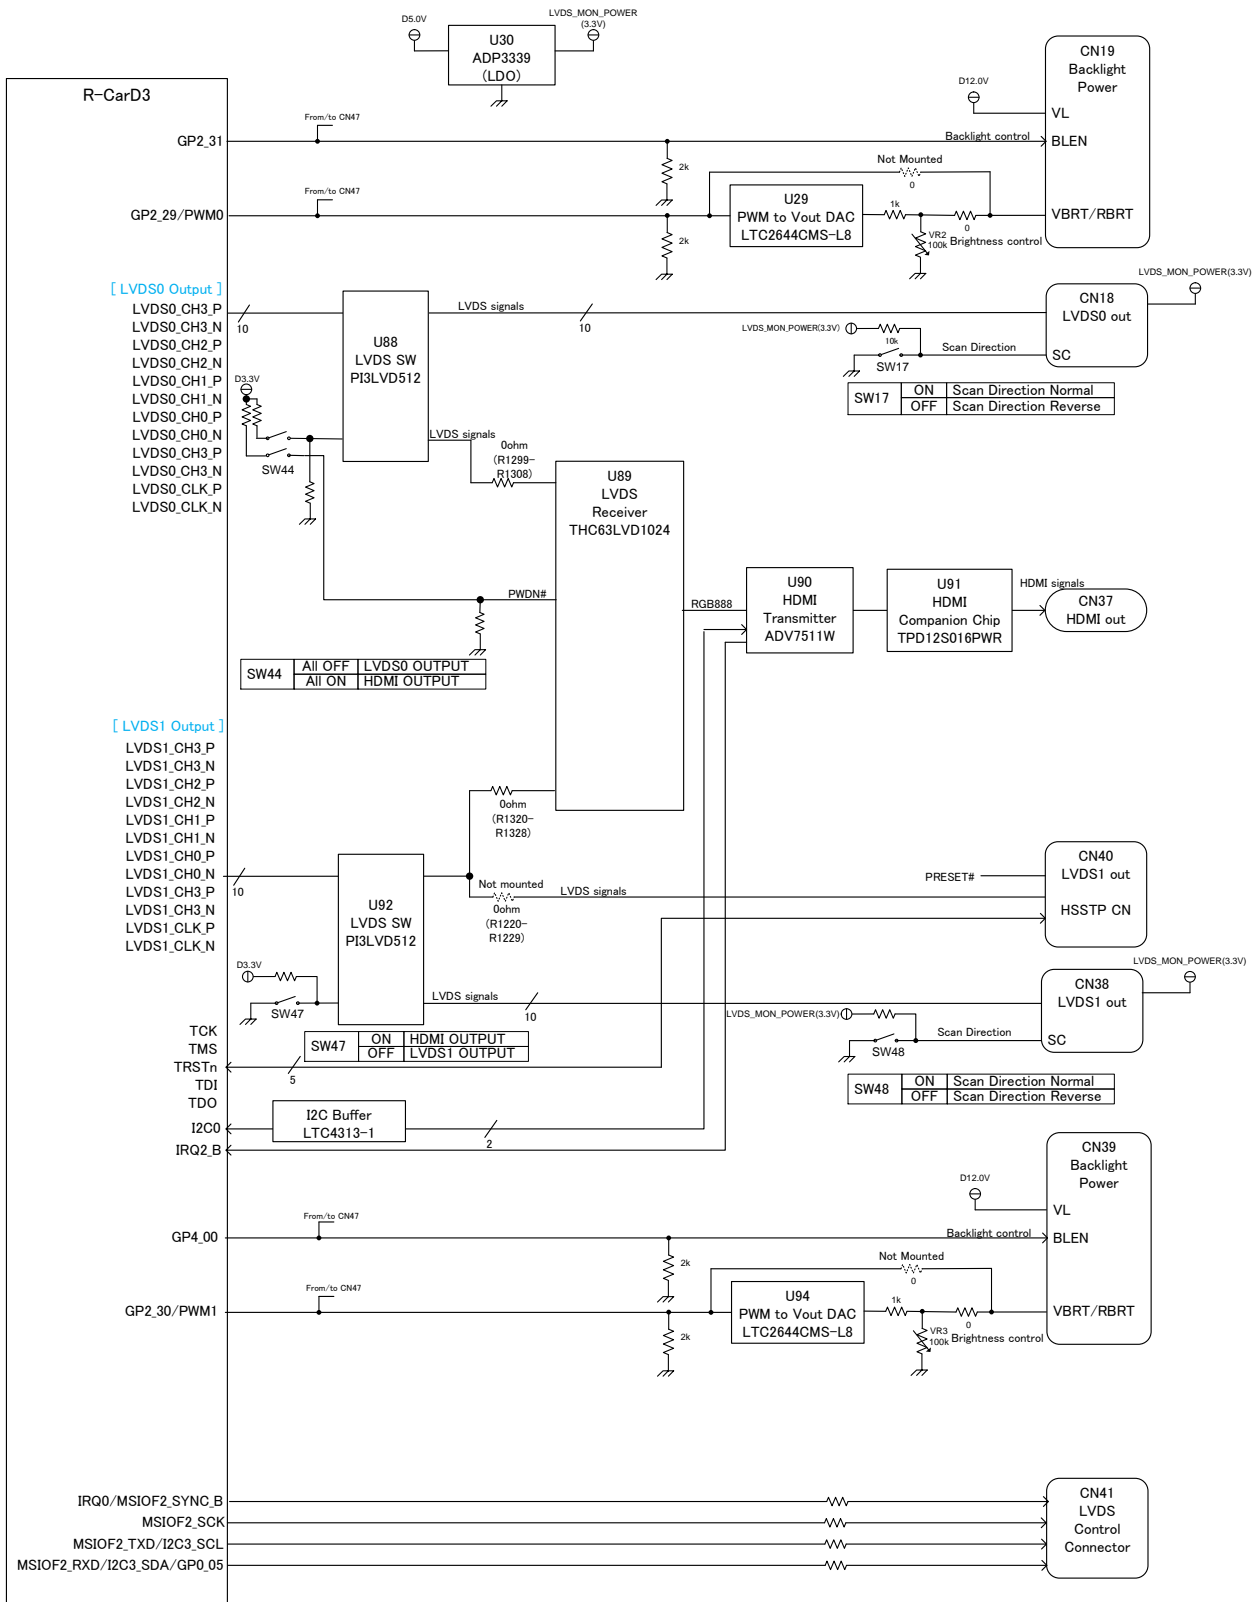 D5.0V
U30
ADP3339
(LDO)
LVDS_MON_POWER
(3.3V)
R-CarD3
GP2_31
From/to CN47
2k
Backlight control
D12.0V
CN19
Backlight
Power
VL
BLEN
VBRT/RBRT
GP2_29/PWM0
From/to CN47
2k
Not Mounted
0
U29
PWM to Vout DAC
LTC2644CMS-L8
1k
VR2
100k
0
Brightness control
[ LVDS0 Output ]
LVDS0_CH3_P
LVDS0_CH3_N
LVDS0_CH2_P
LVDS0_CH2_N
LVDS0_CH1_P
LVDS0_CH1_N
LVDS0_CH0_P
LVDS0_CH0_N
LVDS0_CH3_P
LVDS0_CH3_N
LVDS0_CLK_P
LVDS0_CLK_N
10
D3.3V
SW44
U88
LVDS SW
PI3LVD512
LVDS signals
10
LVDS_MON_POWER(3.3V)
CN18
LVDS0 out
SC
LVDS_MON_POWER(3.3V)
10k
SW17
Scan Direction
SW17 ON Scan Direction Normal
OFF Scan Direction Reverse
LVDS signals
0ohm
(R1299-
R1308)
U89
LVDS
Receiver
THC63LVD1024
PWDN#
RGB888
U90
HDMI
Transmitter
ADV7511W
U91
HDMI
Companion Chip
TPD12S016PWR
HDMI signals
CN37
HDMI out
SW44 All OFF LVDS0 OUTPUT
All ON HDMI OUTPUT
[ LVDS1 Output ]
LVDS1_CH3_P
LVDS1_CH3_N
LVDS1_CH2_P
LVDS1_CH2_N
LVDS1_CH1_P
LVDS1_CH1_N
LVDS1_CH0_P
LVDS1_CH0_N
LVDS1_CH3_P
LVDS1_CH3_N
LVDS1_CLK_P
LVDS1_CLK_N
10
0ohm
(R1320-
R1328)
U92
LVDS SW
PI3LVD512
Not mounted
0ohm
(R1220-
R1229)
LVDS signals
PRESET#
CN40
LVDS1 out
HSSTP CN
D3.3V
SW47
LVDS signals
10
SW47 ON HDMI OUTPUT
OFF LVDS1 OUTPUT
LVDS_MON_POWER(3.3V)
CN38
LVDS1 out
SC
LVDS_MON_POWER(3.3V)
SW48
Scan Direction
SW48 ON Scan Direction Normal
OFF Scan Direction Reverse
TCK
TMS
TRSTn
TDI
TDO
5
I2C0
I2C Buffer
LTC4313-1
2
IRQ2_B
GP4_00
From/to CN47
2k
Backlight control
D12.0V
CN39
Backlight
Power
VL
BLEN
VBRT/RBRT
GP2_30/PWM1
From/to CN47
2k
Not Mounted
0
U94
PWM to Vout DAC
LTC2644CMS-L8
1k
VR3
100k
0
Brightness control
IRQ0/MSIOF2_SYNC_B
MSIOF2_SCK
MSIOF2_TXD/I2C3_SCL
MSIOF2_RXD/I2C3_SDA/GP0_05
CN41
LVDS
Control
Connector